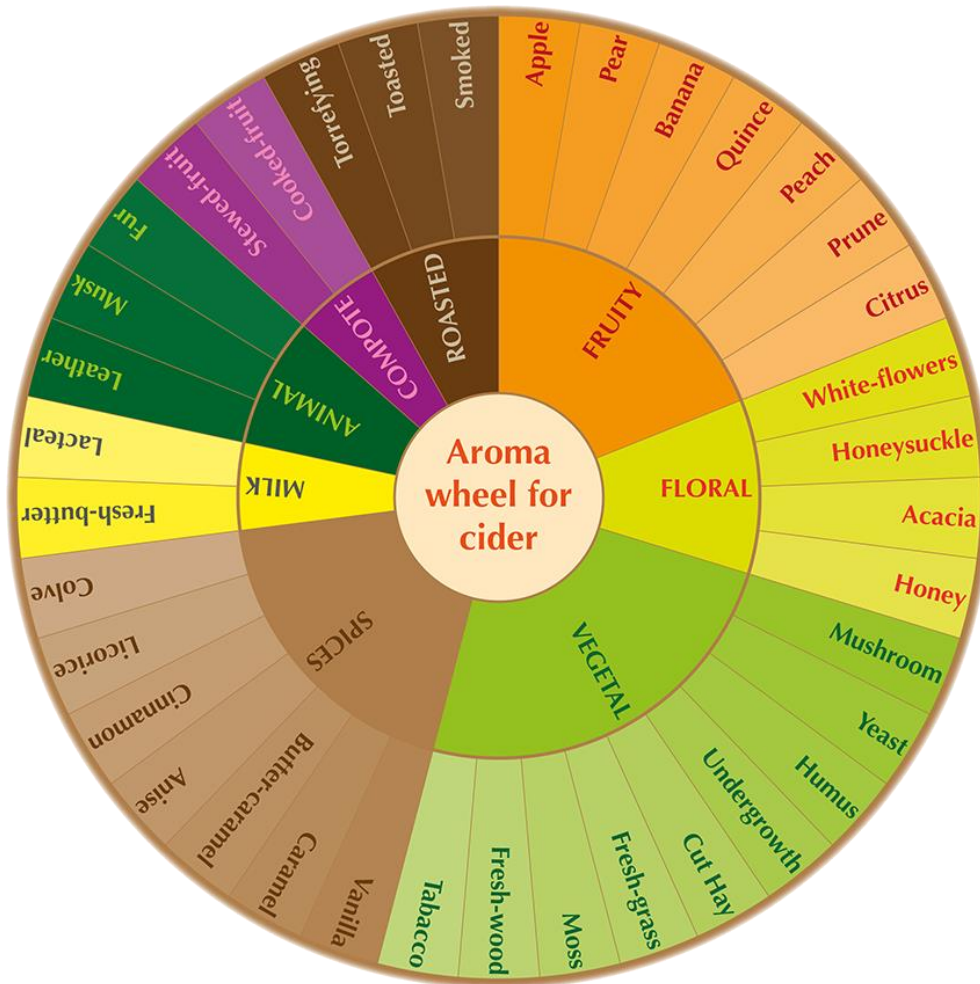 Aroma
wheel for
cider
FRUITY
Apple
Pear
Banana
Quince
Peach
Prune
Citrus
FLORAL
White-flowers
Honeysuckle
Acacia
Honey
VEGETAL
Mushroom
Yeast
Humus
Undergrowth
Cut Hay
Fresh-grass
Moss
Fresh-wood
Tabacco
SPICES
Vanilla
Caramel
Butter-caramel
Anise
Cinnamon
Licorice
Colve
MILK
Fresh-butter
Lacteal
ANIMAL
Leather
Musk
Fur
COMPOTE
Stewed-fruit
Cooked-fruit
ROASTED
Torrefying
Toasted
Smoked